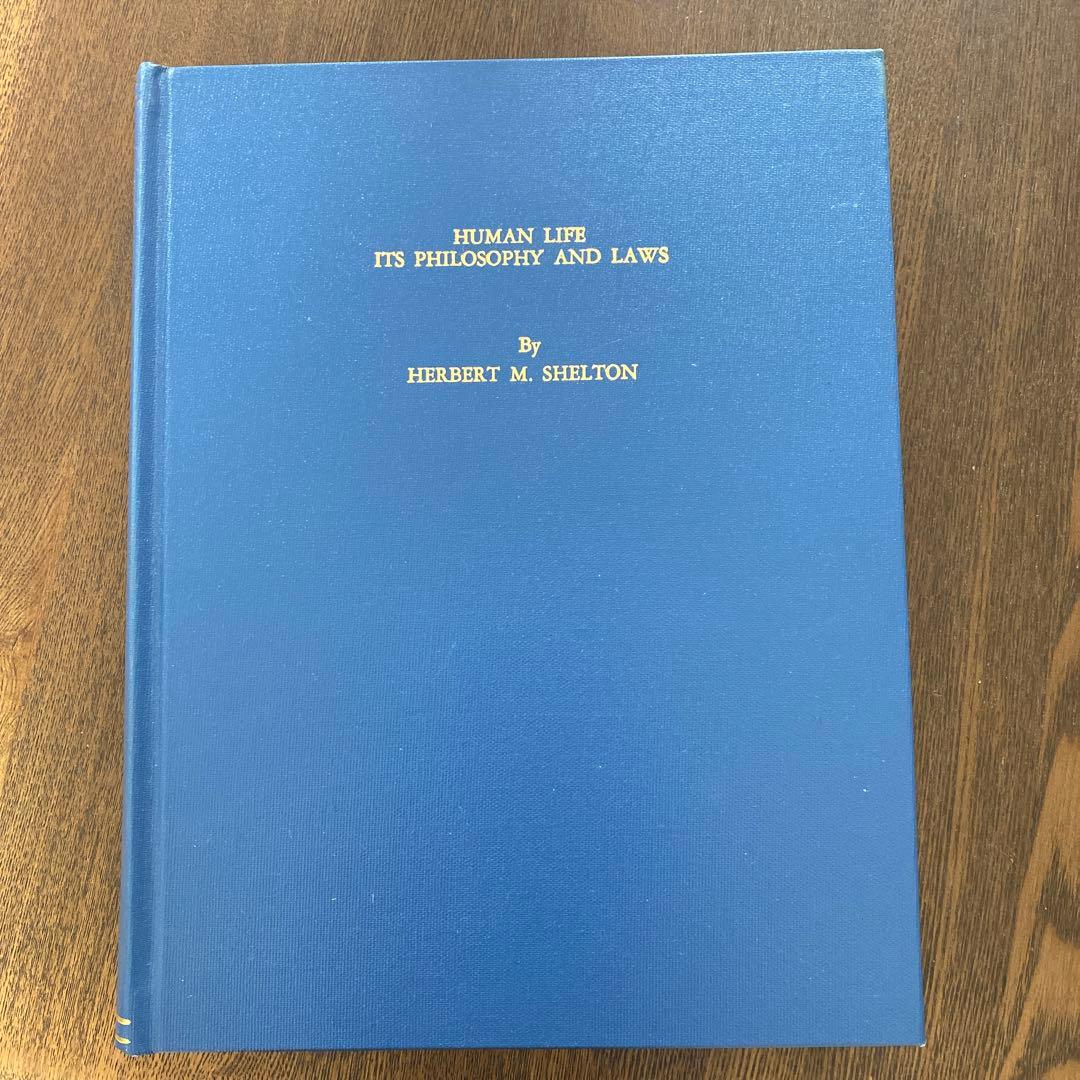 HUMAN LIFE
ITS PHILOSOPHY AND LAWS
By
HERBERT M. SHELTON